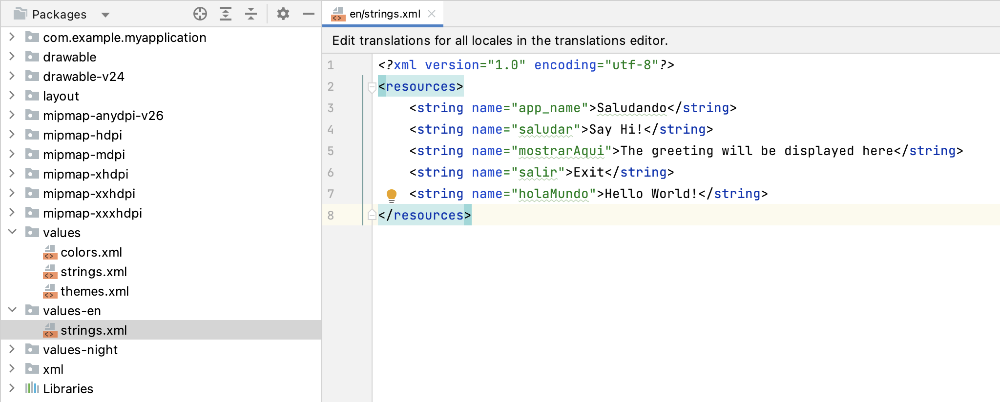 Packages
com.example.myapplication
drawable
drawable-v24
layout
mipmap-anydpi-v26
mipmap-hdpi
mipmap-mdpi
mipmap-xhdpi
mipmap-xxhdpi
mipmap-xxxhdpi
values
colors.xml
strings.xml
themes.xml
values-en
strings.xml
values-night
xml
Libraries
en/strings.xml
Edit translations for all locales in the translations editor.
1 <?xml version="1.0" encoding="utf-8"?>
2 <resources>
3 <string name="app_name">Saludando</string>
4 <string name="saludar">Say Hi!</string>
5 <string name="mostrarAqui">The greeting will be displayed here</string>
6 <string name="salir">Exit</string>
7 <string name="holaMundo">Hello World!</string>
8 </resources>